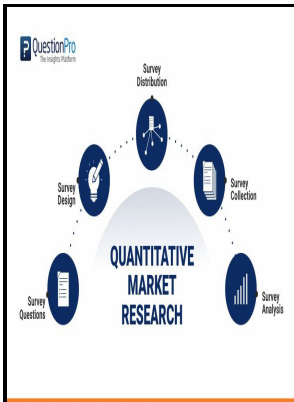 QuestionPro
The Insights Platform
Survey
Distribution
Survey
Design
Survey
Collection
QUANTITATIVE
MARKET
RESEARCH
Survey
Questions
Survey
Analysis